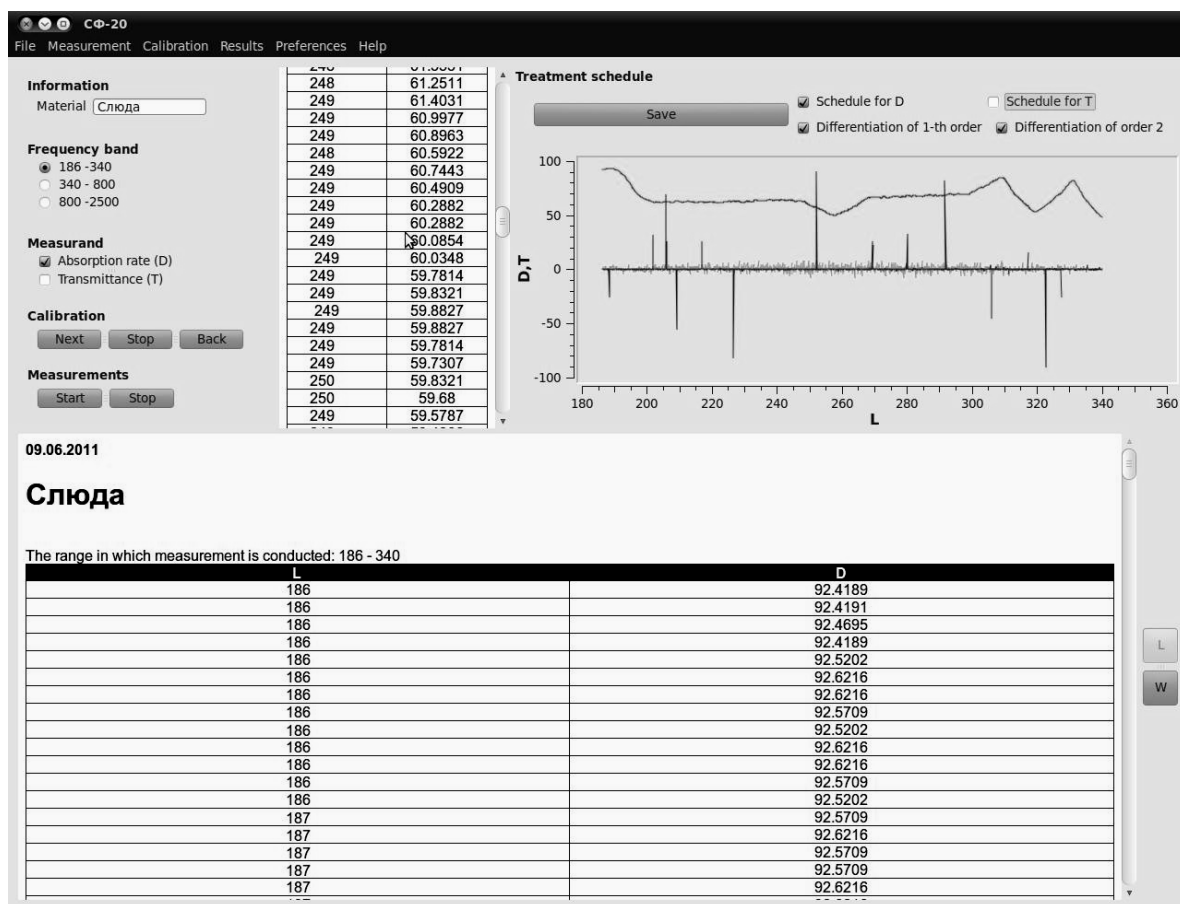 СФ-20
File Measurement Calibration Results Preferences Help
Information
Material Слюда
Frequency band
186 -340
340 - 800
800 -2500
Measurand
Absorption rate (D)
Transmittance (T)
Calibration
Next Stop Back
Measurements
Start Stop
248 61.2511
249 61.4031
249 60.9977
249 60.8963
248 60.5922
249 60.7443
249 60.4909
249 60.2882
249 60.2882
249 60.0854
249 60.0348
249 59.7814
249 59.8321
249 59.8827
249 59.8827
249 59.7814
249 59.7307
250 59.8321
250 59.68
249 59.5787
Treatment schedule
Save
Schedule for D Schedule for T
Differentiation of 1-th order Differentiation of order 2
100
50
0
-50
-100
D,T
180 200 220 240 260 280 300 320 340 360
L
09.06.2011
Слюда
The range in which measurement is conducted: 186 - 340
L D
186 92.4189
186 92.4191
186 92.4695
186 92.4189
186 92.5202
186 92.6216
186 92.6216
186 92.5709
186 92.5202
186 92.6216
186 92.6216
186 92.5709
186 92.5202
187 92.5709
187 92.6216
187 92.5709
187 92.5709
187 92.6216
L
W